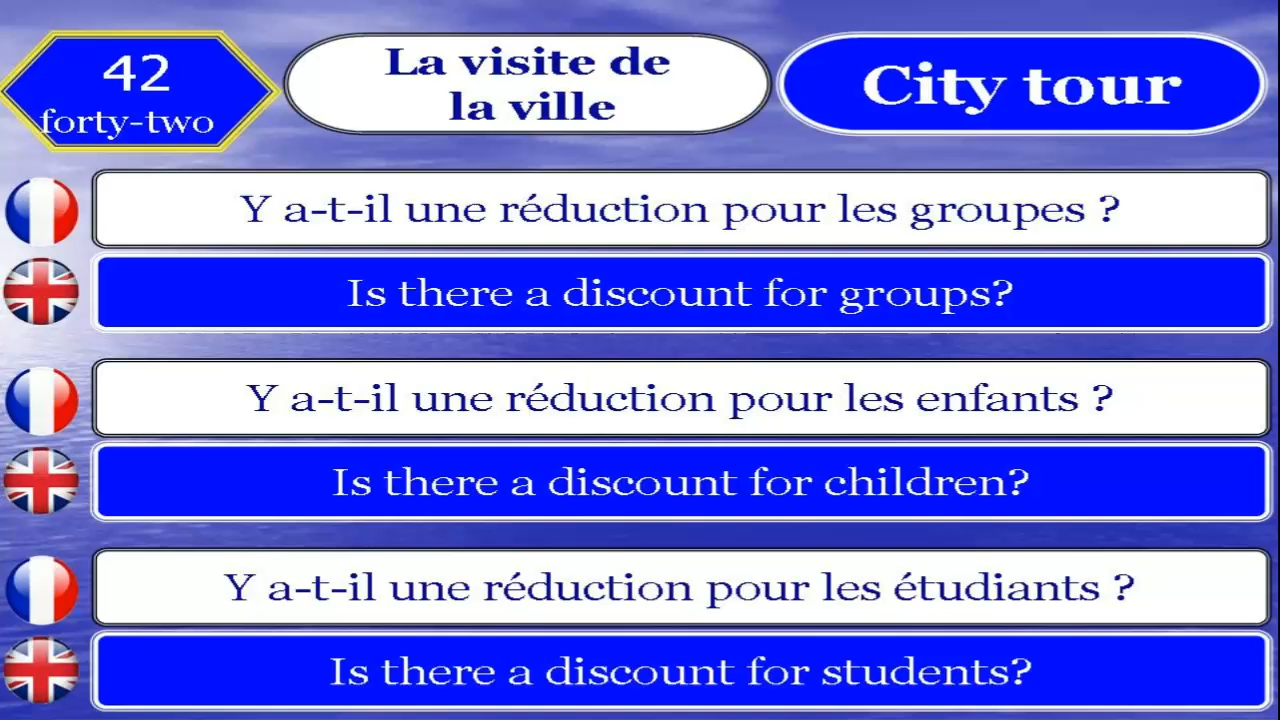 42
forty-two
La visite de
la ville
City tour
Y a-t-il une réduction pour les groupes ?
Is there a discount for groups?
Y a-t-il une réduction pour les enfants ?
Is there a discount for children?
Y a-t-il une réduction pour les étudiants ?
Is there a discount for students?